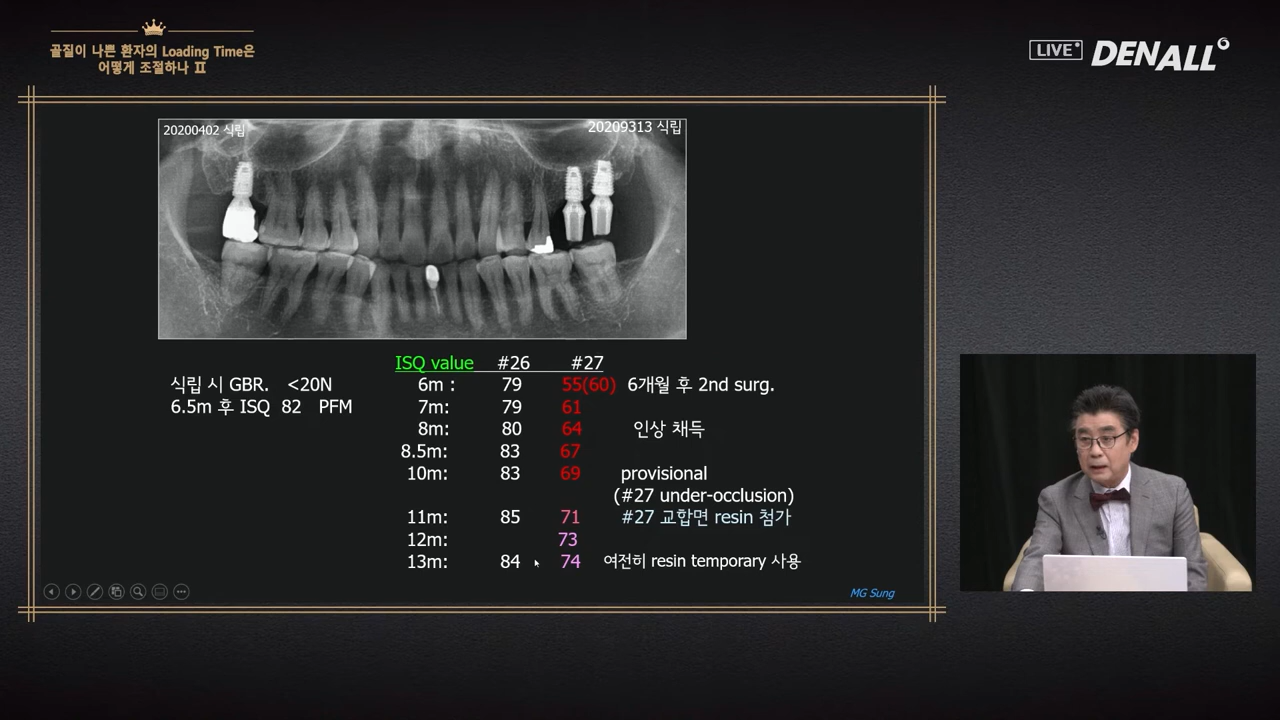 골질이 나쁜 환자의 Loading Time은
어떻게 조절하나 Ⅱ
LIVE
DENALL
20200402 식립
20209313 식립
ISQ value #26 #27
식립 시 GBR. <20N
6.5m 후 ISQ 82 PFM
6m : 79 55(60) 6개월 후 2nd surg.
7m: 79 61
8m: 80 64 인상 채득
8.5m: 83 67
10m: 83 69 provisional
(#27 under-occlusion)
11m: 85 71 #27 교합면 resin 첨가
12m: 73
13m: 84 74 여전히 resin temporary 사용
MG Sung